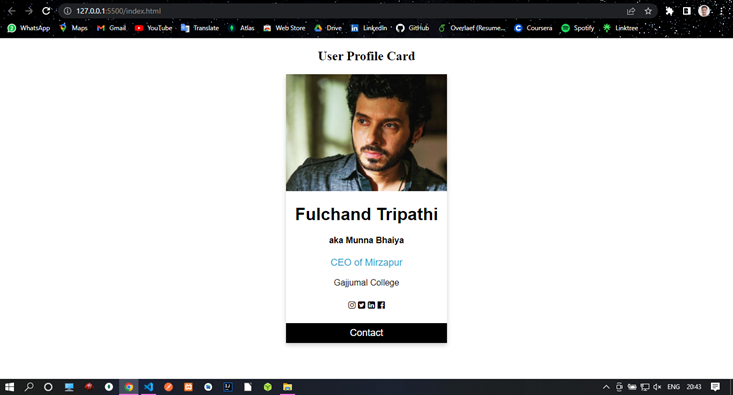 127.0.0.1:5500/index.html
WhatsApp Maps Gmail YouTube Translate Atlas Web Store Drive LinkedIn GitHub Overlaef (Resume... Coursera Spotify Linktree
User Profile Card
Fulchand Tripathi
aka Munna Bhaiya
CEO of Mirzapur
Gajjumal College
Contact
ENG 20:43